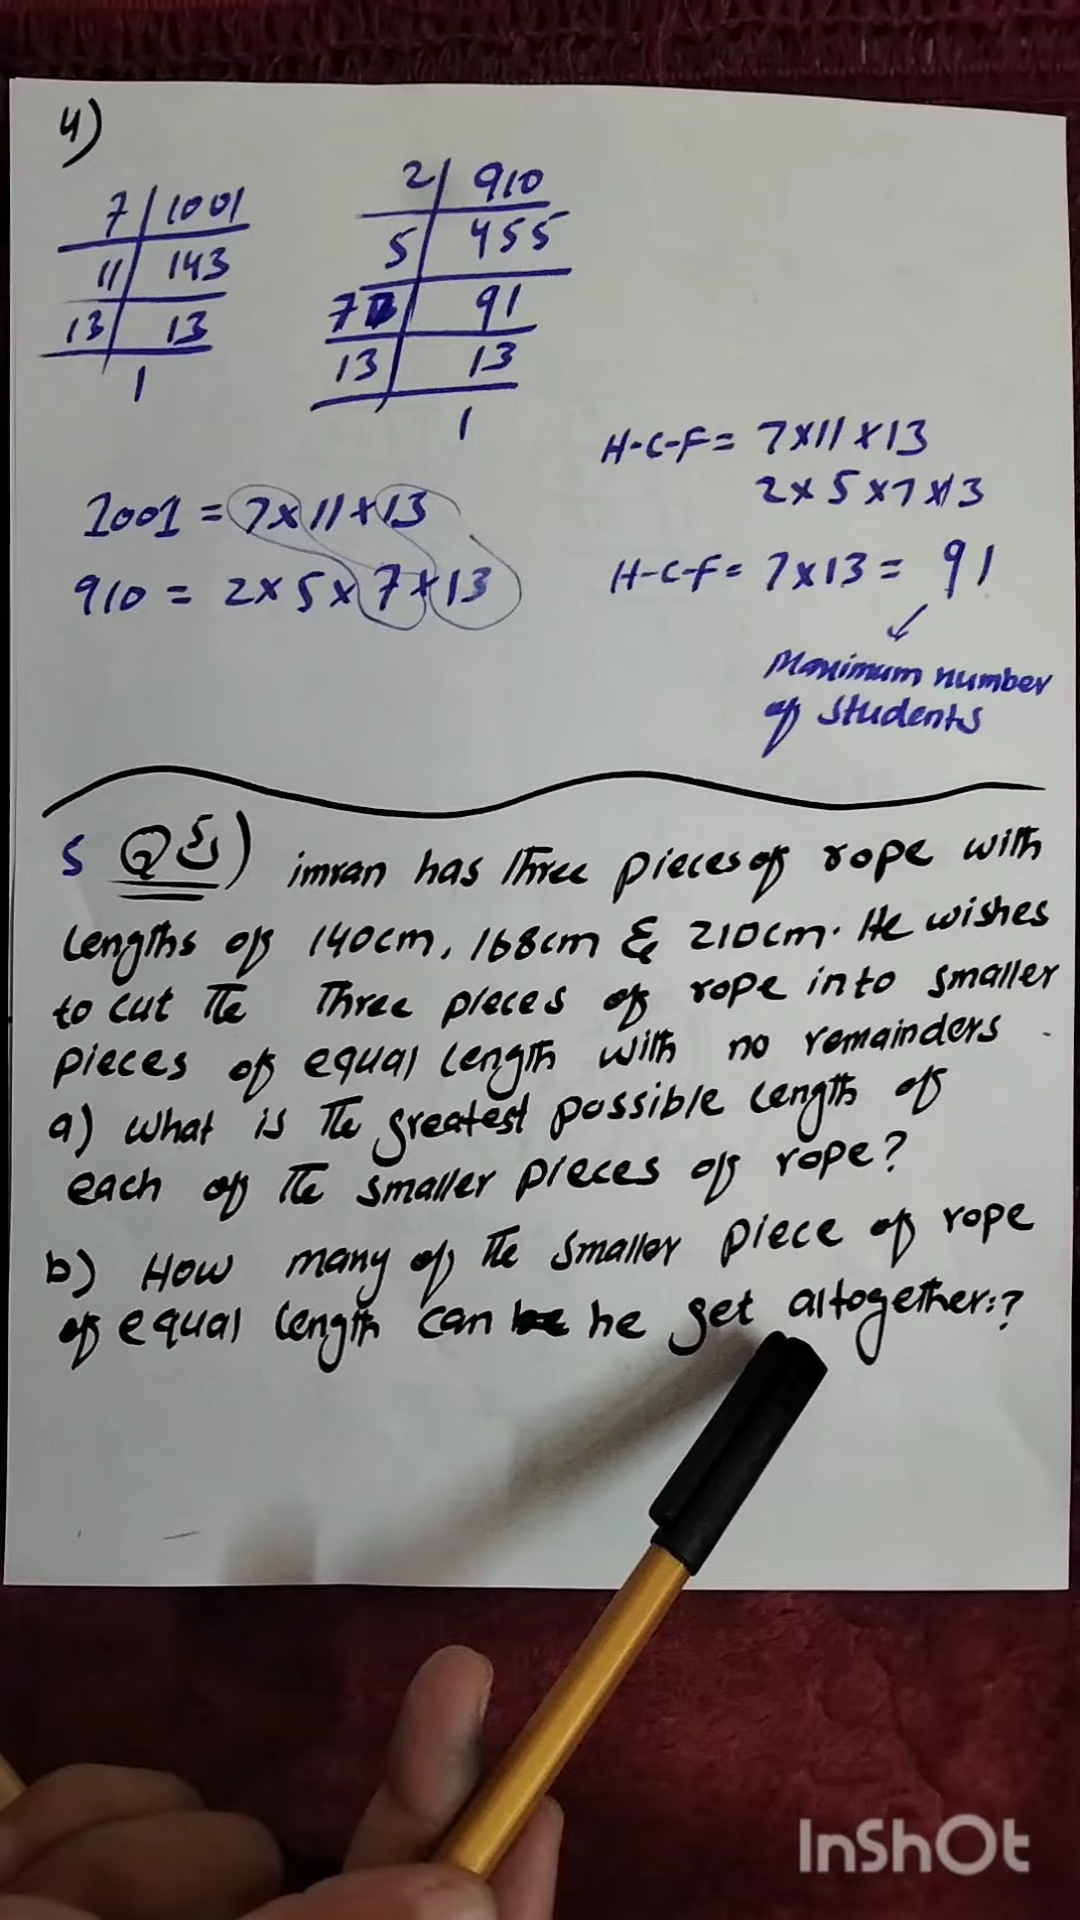 4)
7 | 1001
11 | 143
13 | 13
1
2 | 910
5 | 455
7 | 91
13 | 13
1
H-C-F = 7x11x13
2x5x7x13
1001 = 7x11x13
910 = 2x5x7x13
H-C-F = 7x13 = 91
Maximum number
of students
5 Q5) imran has three pieces of rope with
lengths of 140cm, 168cm & 210cm. He wishes
to cut the three pieces of rope into smaller
pieces of equal length with no remainders.
a) what is the greatest possible length of
each of the smaller pieces of rope?
b) How many of the smaller piece of rope
of equal length can he get altogether:?
InShOt